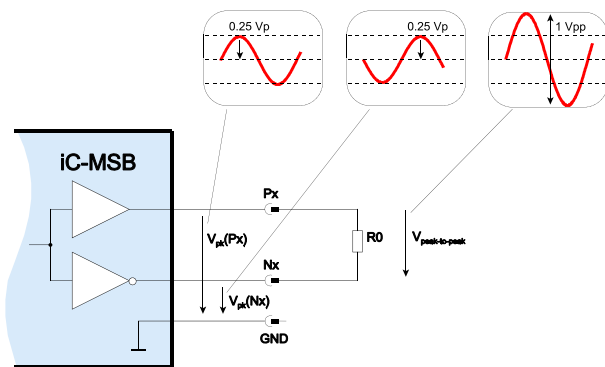 0.25 Vp
0.25 Vp
1 Vpp
iC-MSB
Px
Vpk(Px)
R0
Vpeak-to-peak
Nx
Vpk(Nx)
GND